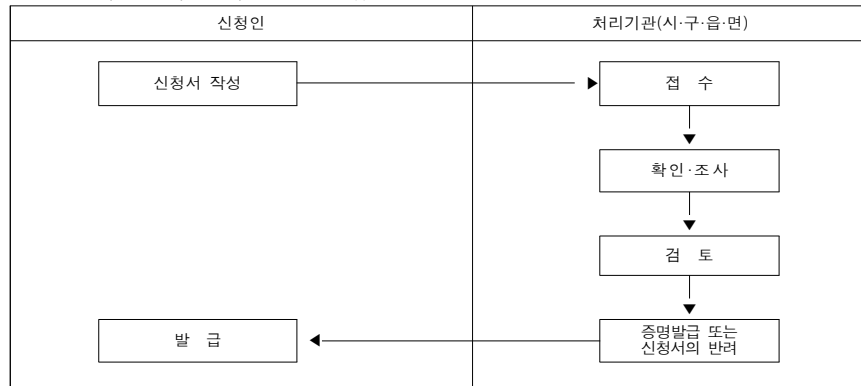 신청인
처리기관(시·구·읍·면)
신청서 작성
접 수
확인·조사
검 토
증명발급 또는
신청서의 반려
발 급